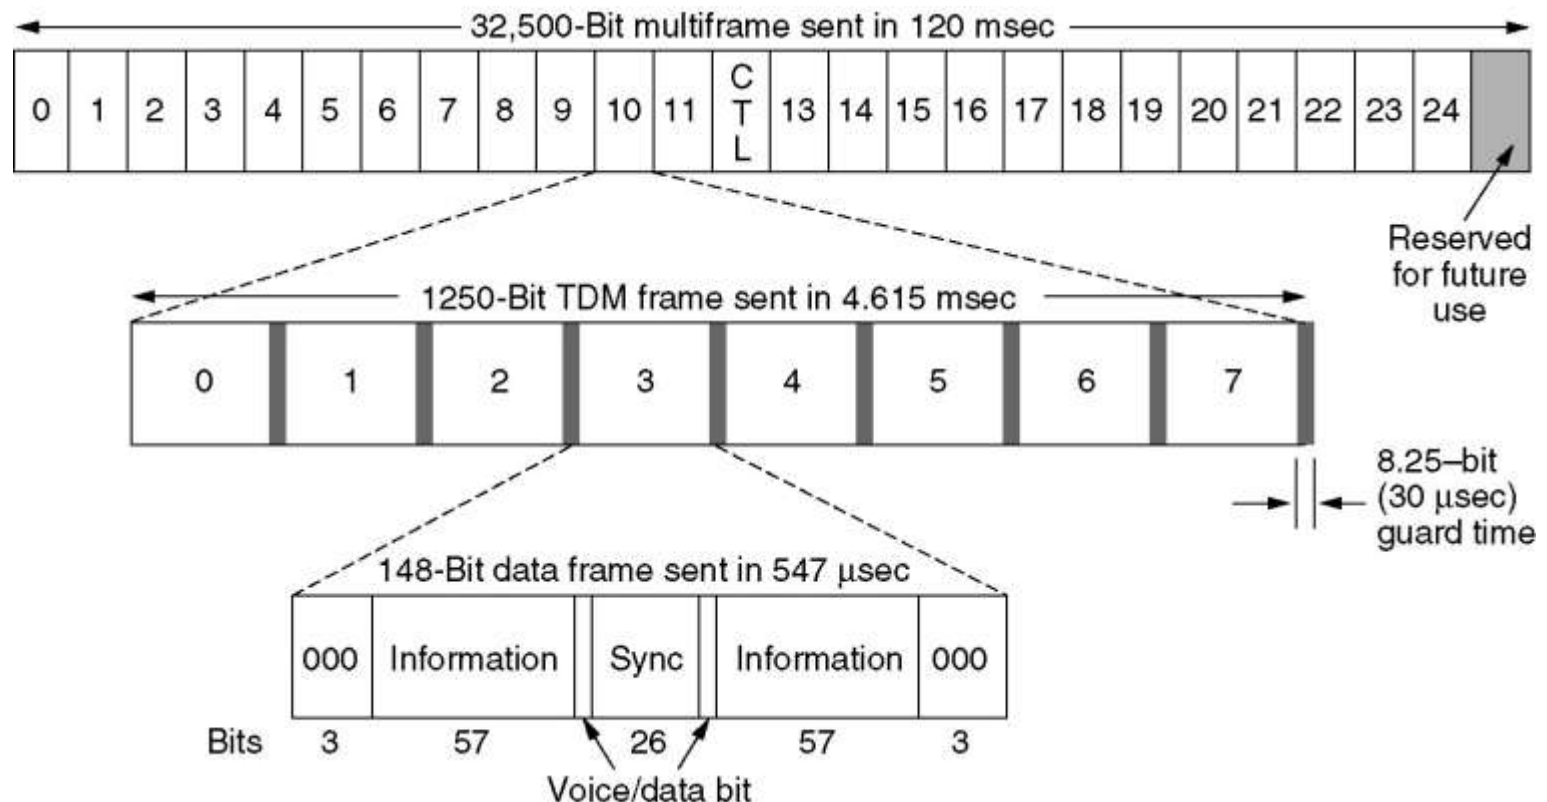 32,500-Bit multiframe sent in 120 msec
0 1 2 3 4 5 6 7 8 9 10 11 CTL 13 14 15 16 17 18 19 20 21 22 23 24
Reserved
for future
use
1250-Bit TDM frame sent in 4.615 msec
0 1 2 3 4 5 6 7
8.25–bit
(30 μsec)
guard time
148-Bit data frame sent in 547 μsec
000 Information Sync Information 000
Bits 3 57 26 57 3
Voice/data bit